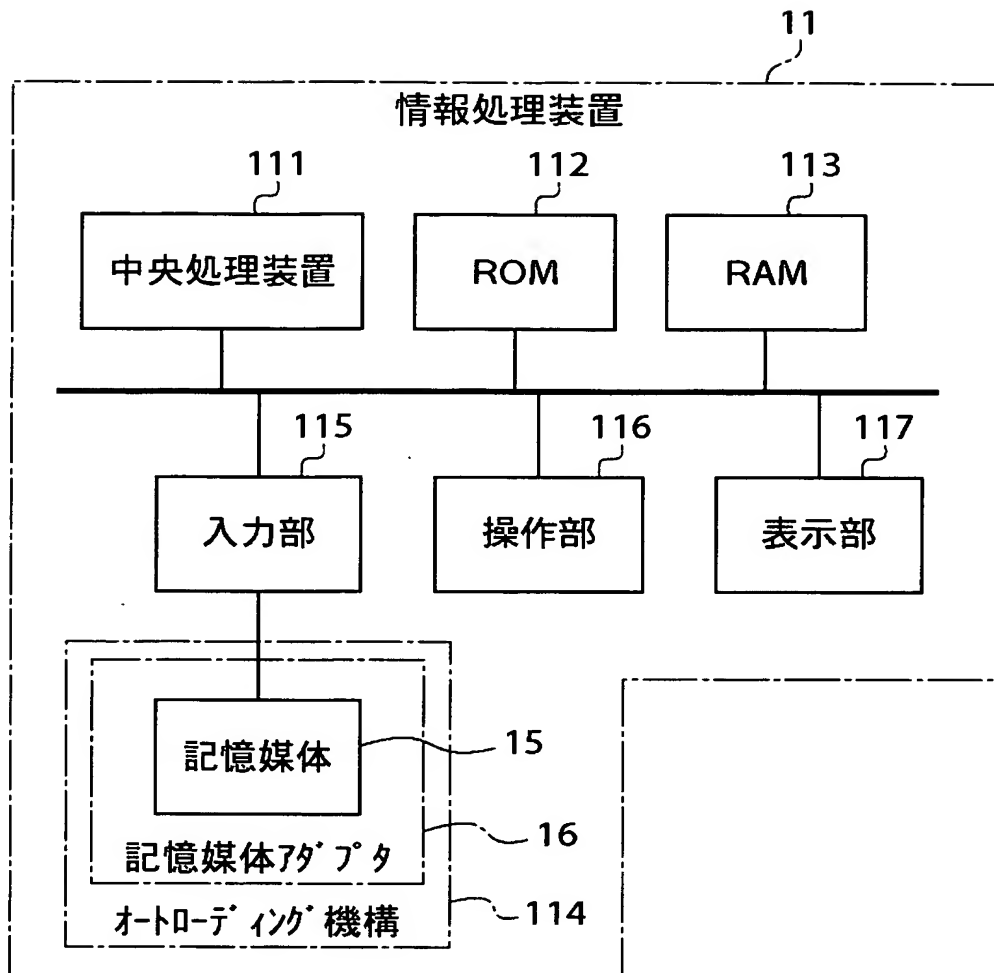 11
情報処理装置
111
112
113
中央処理装置
ROM
RAM
115
116
117
入力部
操作部
表示部
記憶媒体
15
16
記憶媒体ｱﾀﾞﾌﾟﾀ
114
ｵｰﾄﾛｰﾃﾞｨﾝｸﾞ機構